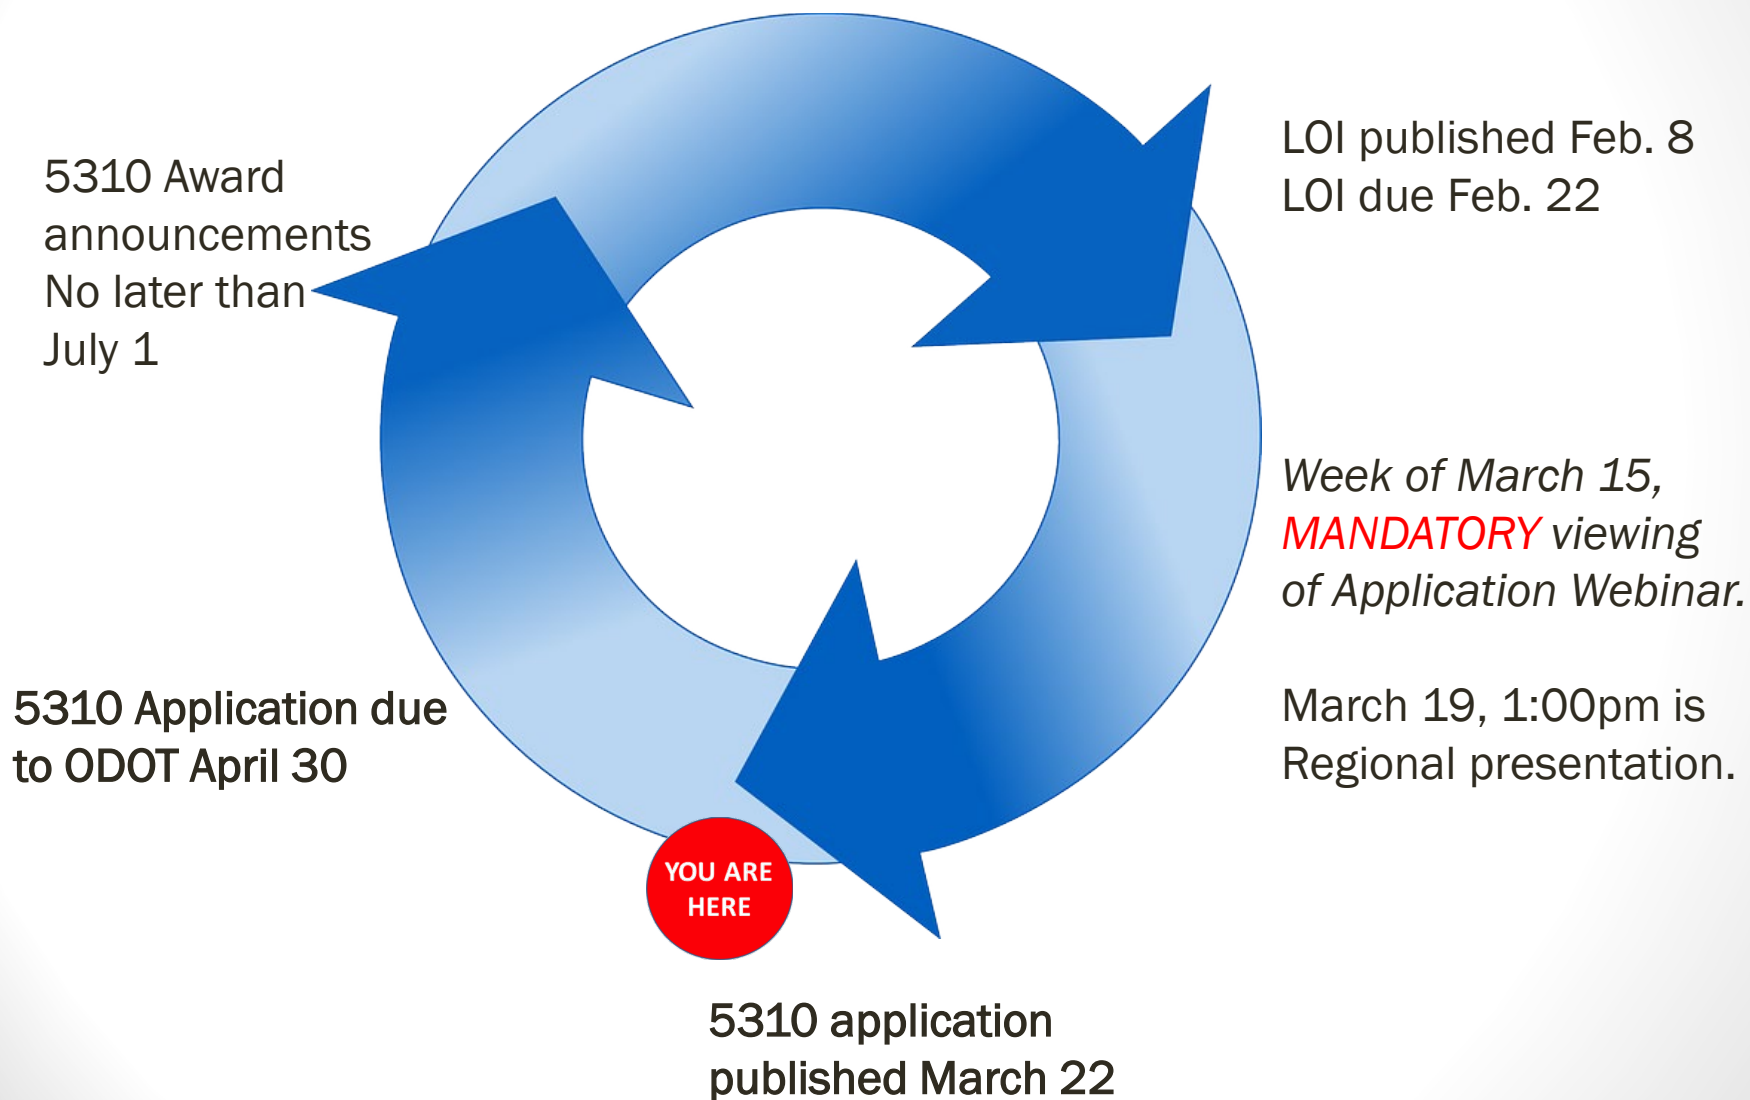 LOI published Feb. 8
LOI due Feb. 22
Week of March 15,
MANDATORY viewing
of Application Webinar.
March 19, 1:00pm is
Regional presentation.
5310 application
published March 22
YOU ARE
HERE
5310 Application due
to ODOT April 30
5310 Award
announcements
No later than
July 1